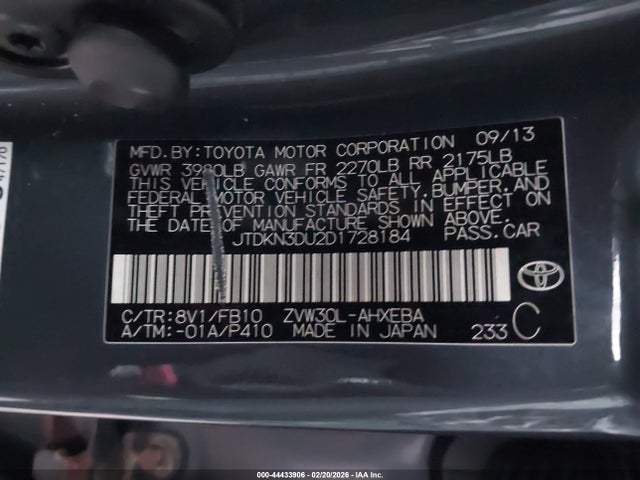 MFD.BY:TOYOTA MOTOR CORPORATION 09/13
GVWR 3980LB GAWR FR 2270LB RR 2175LB
THIS VEHICLE CONFORMS TO ALL APPLICABLE
FEDERAL MOTOR VEHICLE SAFETY,BUMPER,AND
THEFT PREVENTION STANDARDS IN EFFECT ON
THE DATE OF MANUFACTURE SHOWN ABOVE.
JTDKN3DU2D1728184 PASS.CAR
C/TR:8V1/FB10 ZVW30L-AHXEBA
A/TM:-01A/P410 MADE IN JAPAN 233 C
000-44433906 - 02/20/2026 - IAA Inc.